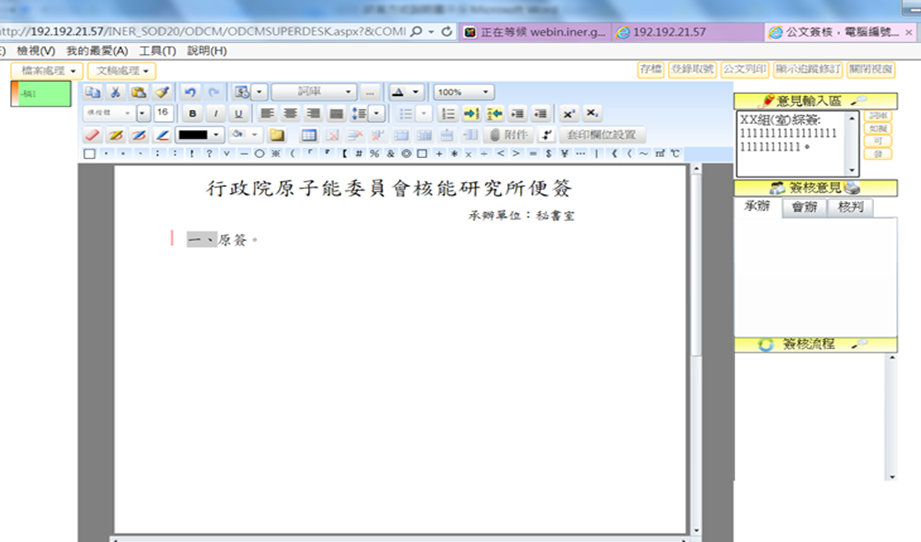 ttp://192.192.21.57/INER_SOD20/ODCM/ODCMSUPERDESK.aspx?&COMI
正在等候 webin.iner.g...
192.192.21.57
公文簽核，電腦編號...
檢視(V) 我的最愛(A) 工具(T) 說明(H)
檔案處理 文稿處理
存檔 登錄取號 公文列印 顯示追蹤修訂 關閉視窗
-稿1
詞庫 ... A 100%
16 B I U
附件 套印欄位設置
意見輸入區
XX組(室)綜簽:
11111111111111111
11111111111。
詞庫
如擬
可
發
簽核意見
承辦 會辦 核判
簽核流程
行政院原子能委員會核能研究所便簽
承辦單位：秘書室
一、原簽。